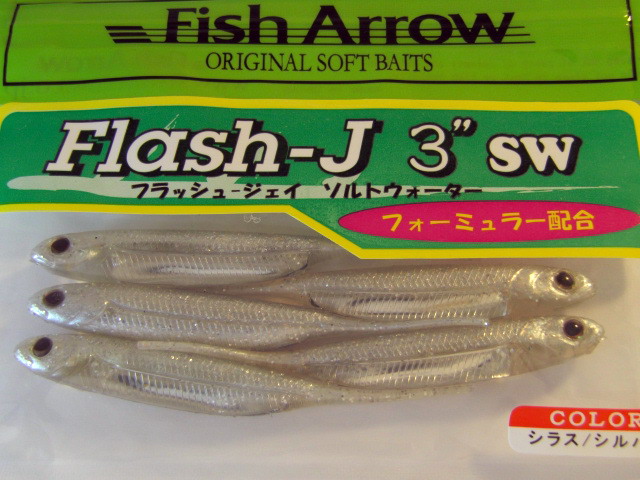 Fish Arrow
ORIGINAL SOFT BAITS
Flash-J 3" SW
フラッシュ-ジェイ ソルトウォーター
フォーミュラー配合
COLOR
シラス/シルバ